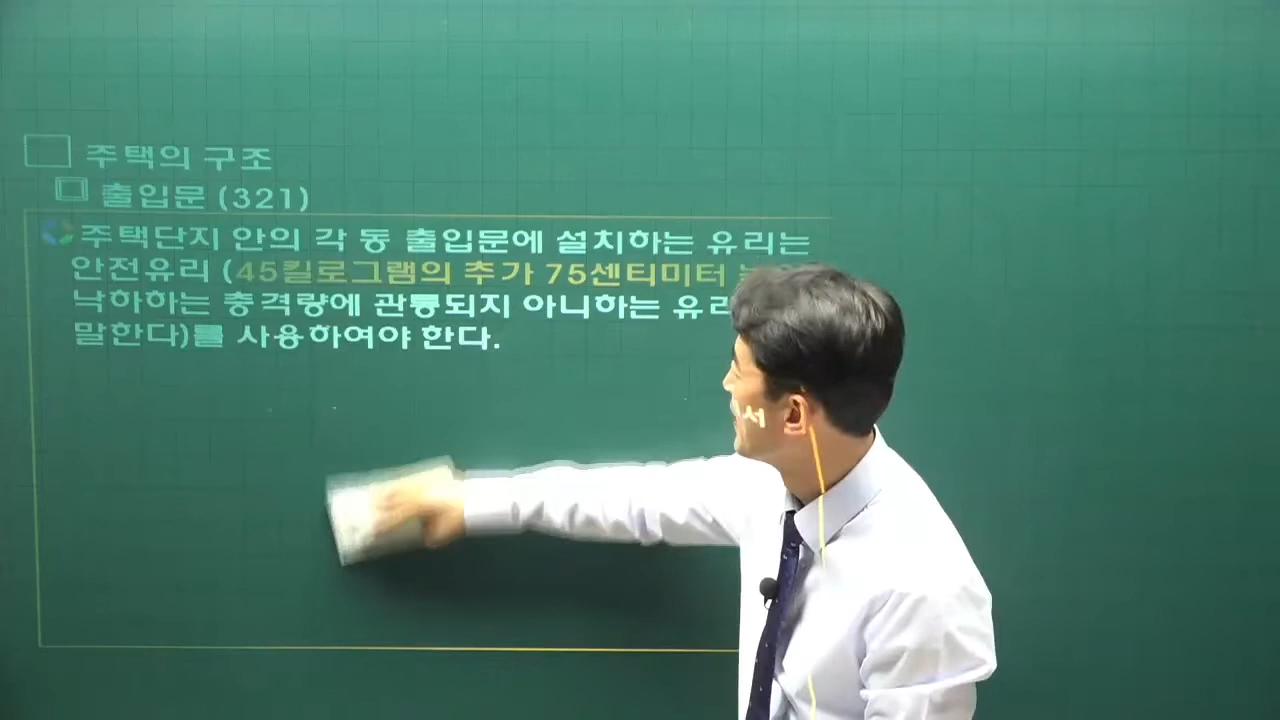 주택의 구조
출입문 (321)
주택단지 안의 각 동 출입문에 설치하는 유리는
안전유리 (45킬로그램의 추가 75센티미터
낙하하는 충격량에 관통되지 아니하는 유리
말한다)를 사용하여야 한다.
서